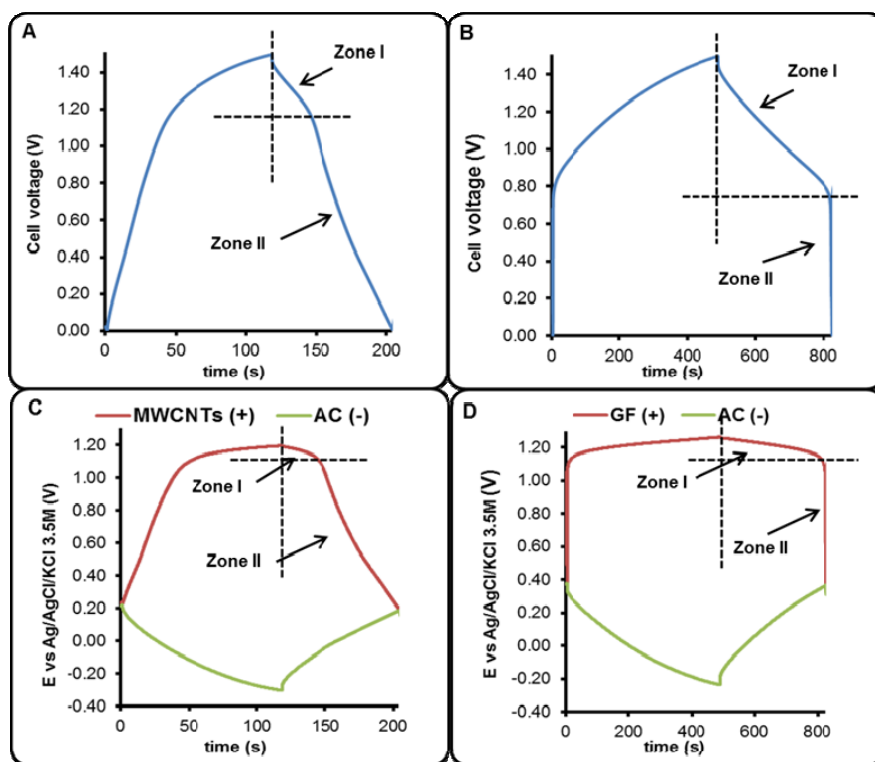 A
Zone I
Zone II
Cell voltage (V)
1.40
1.20
1.00
0.80
0.60
0.40
0.20
0.00
0
50
100
150
200
time (s)
B
Zone I
Zone II
Cell voltage (V)
1.40
1.20
1.00
0.80
0.60
0.40
0.20
0.00
0
200
400
600
800
time (s)
C
MWCNTs (+) AC (-)
Zone I
Zone II
E vs Ag/AgCl/KCl 3.5M (V)
1.20
1.00
0.80
0.60
0.40
0.20
0.00
-0.20
-0.40
0
50
100
150
200
time (s)
D
GF (+) AC (-)
Zone I
Zone II
E vs Ag/AgCl/KCl 3.5M (V)
1.20
1.00
0.80
0.60
0.40
0.20
0.00
-0.20
-0.40
0
200
400
600
800
time (s)